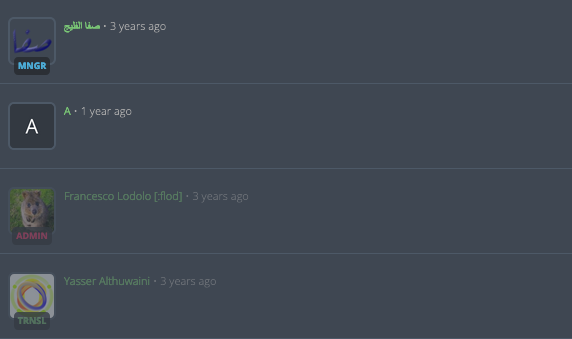 صفا الفليج • 3 years ago
MNGR
A
A • 1 year ago
Francesco Lodolo [:flod] • 3 years ago
ADMIN
Yasser Althuwaini • 3 years ago
TRNSL